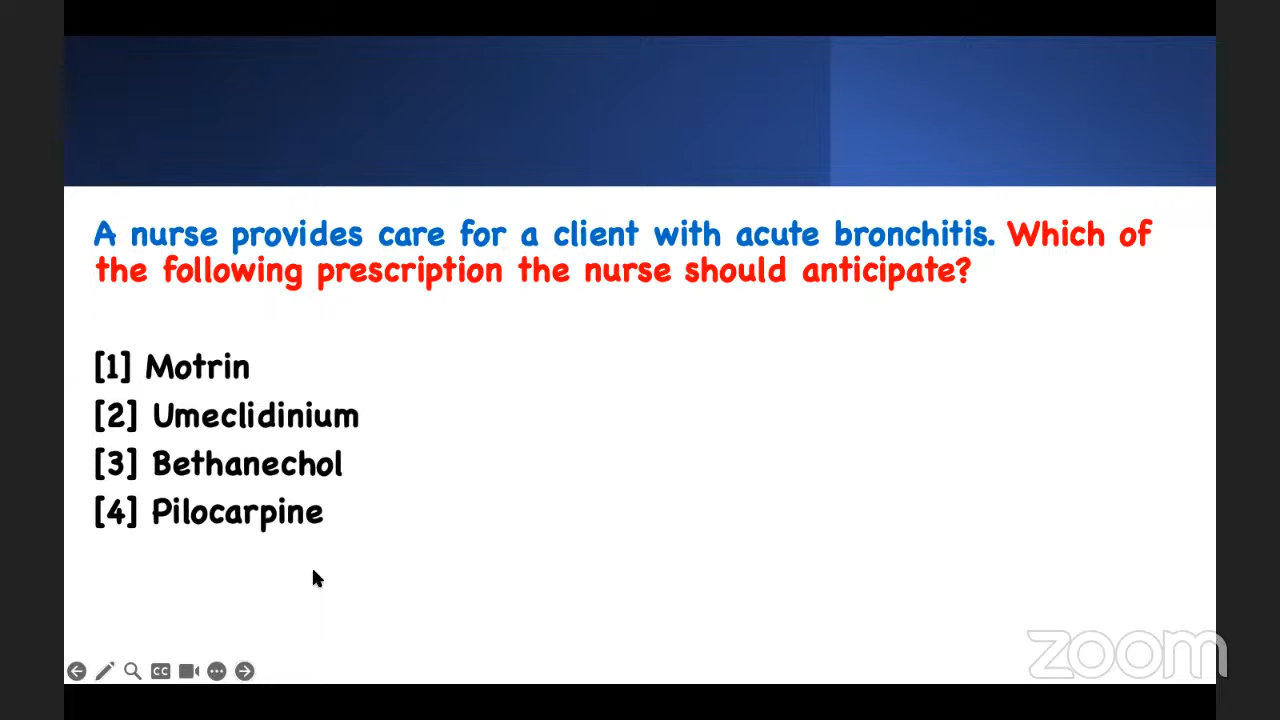 A nurse provides care for a client with acute bronchitis. Which of
the following prescription the nurse should anticipate?
[1] Motrin
[2] Umeclidinium
[3] Bethanechol
[4] Pilocarpine
CC
zoom